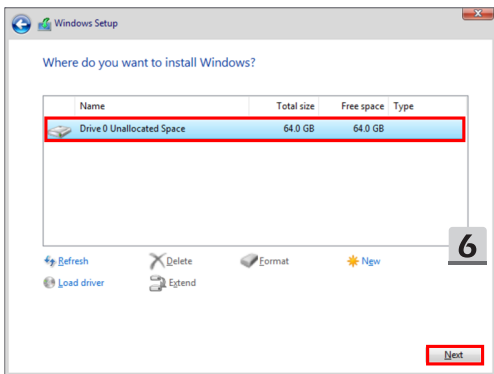 Windows Setup
Where do you want to install Windows?
Name Total size Free space Type
Drive 0 Unallocated Space 64.0 GB 64.0 GB
6
Refresh Delete Format New
Load driver Extend
Next